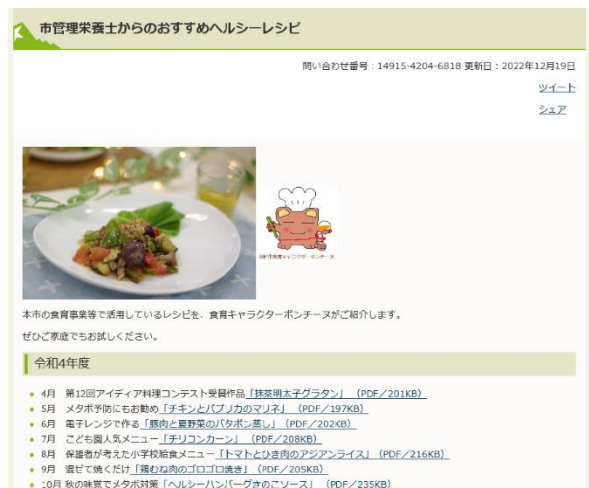 市管理栄養士からのおすすめヘルシーレシピ
問い合わせ番号：14915-4204-6818 更新日：2022年12月19日
ツイート
シェア
本市の食育事業等で活用しているレシピを、食育キャラクターボンチーヌがご紹介します。
ぜひご家庭でもお試しください。
令和4年度
4月 第12回アイディア料理コンテスト受賞作品「抹茶明太子グラタン」（PDF／201KB）
5月 メタボ予防にもお勧め「チキンとパプリカのマリネ」（PDF／197KB）
6月 電子レンジで作る「豚肉と夏野菜のパタポン蒸し」（PDF／202KB）
7月 こども園人気メニュー「チリコンカーン」（PDF／208KB）
8月 保護者が考えた小学校給食メニュー「トマトとひき肉のアジアンライス」（PDF／216KB）
9月 混ぜて焼くだけ「鶏むね肉のゴロゴロ焼き」（PDF／205KB）
10月 秋の味覚でメタボ対策「ヘルシーハンバーグきのこソース」（PDF／235KB）